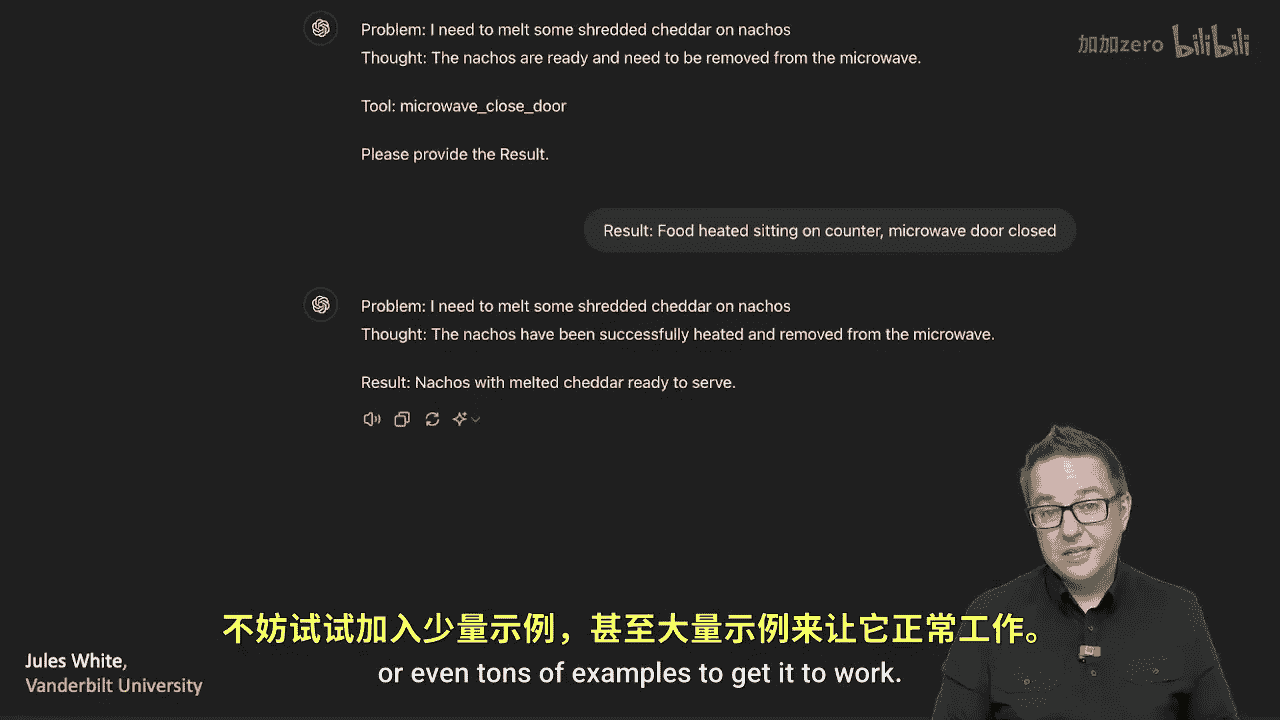 加加zero bilibili
Problem: I need to melt some shredded cheddar on nachos
Thought: The nachos are ready and need to be removed from the microwave.
Tool: microwave_close_door
Please provide the Result.
Result: Food heated sitting on counter, microwave door closed
Problem: I need to melt some shredded cheddar on nachos
Thought: The nachos have been successfully heated and removed from the microwave.
Result: Nachos with melted cheddar ready to serve.
不妨试试加入少量示例，甚至大量示例来让它正常工作。
or even tons of examples to get it to work.
Jules White,
Vanderbilt University